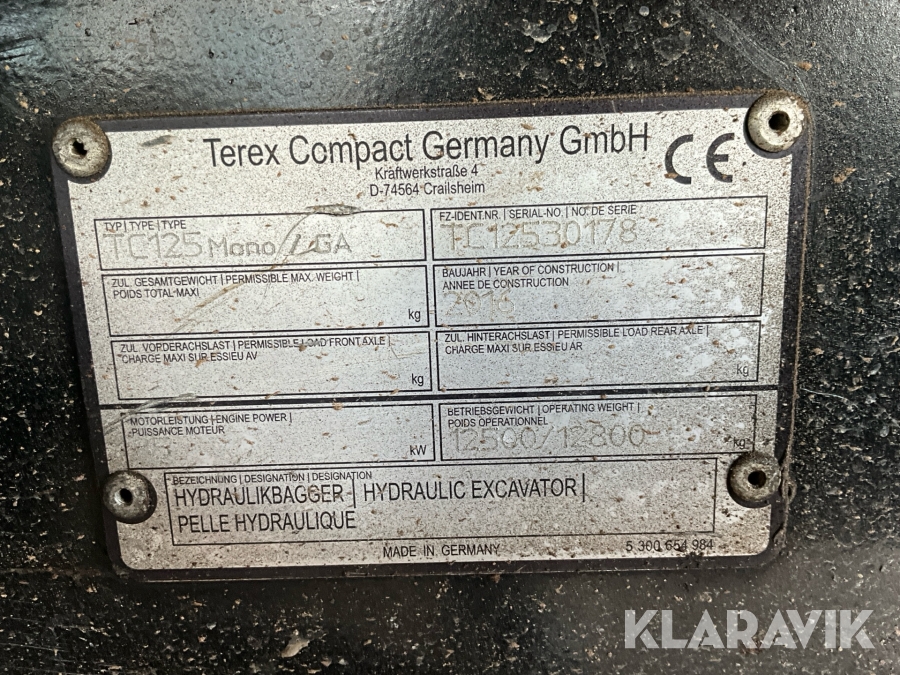 Terex Compact Germany GmbH
Kraftwerkstraße 4
D-74564 Crailsheim
CE
TYP | TYPE | TYPE
TC125 Mono // GA
FZ-IDENT.NR. | SERIAL-NO. | NO. DE SERIE
TC12530178
ZUL. GESAMTGEWICHT | PERMISSIBLE MAX. WEIGHT |
POIDS TOTAL-MAXI
kg
BAUJAHR | YEAR OF CONSTRUCTION |
ANNEE DE CONSTRUCTION
2016
ZUL. VORDERACHSLAST | PERMISSIBLE LOAD FRONT AXLE |
CHARGE MAXI SUR ESSIEU AV
kg
ZUL. HINTERACHSLAST | PERMISSIBLE LOAD REAR AXLE |
CHARGE MAXI SUR ESSIEU AR
kg
MOTORLEISTUNG | ENGINE POWER |
PUISSANCE MOTEUR
kW
BETRIEBSGEWICHT | OPERATING WEIGHT |
POIDS OPERATIONNEL
kg
BEZEICHNUNG | DESIGNATION | DESIGNATION
HYDRAULIKBAGGER | HYDRAULIC EXCAVATOR |
PELLE HYDRAULIQUE
MADE IN GERMANY
5 300 654 984
KLARAVIK